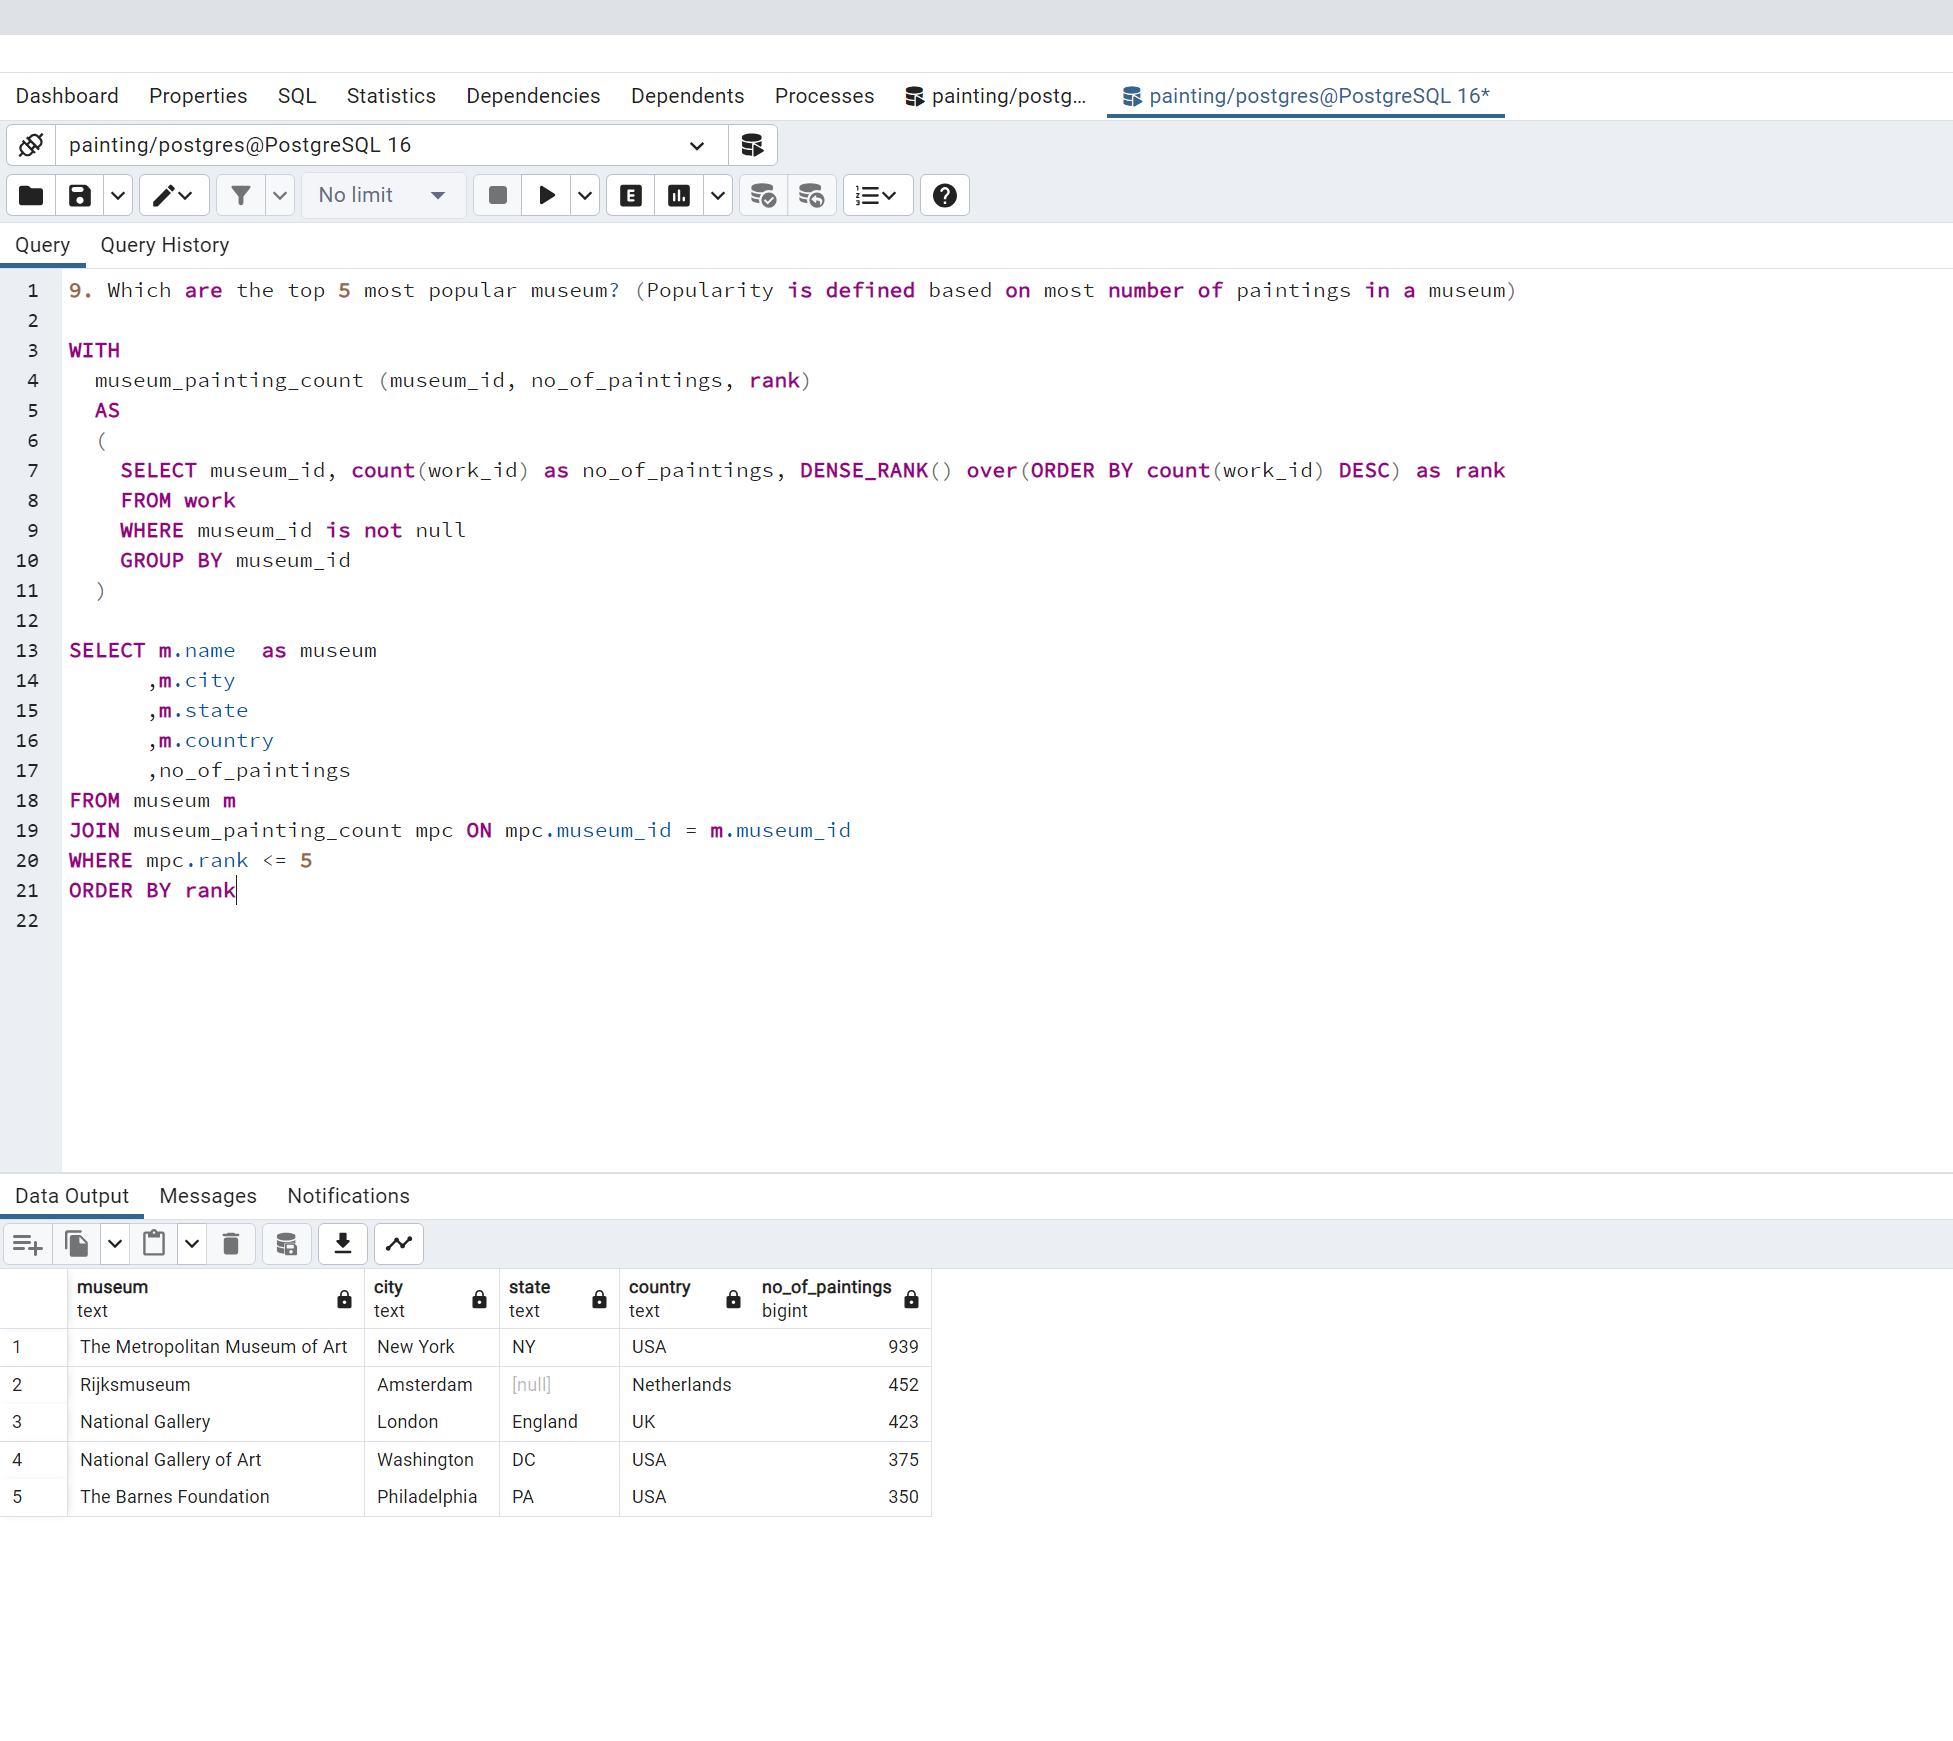 Dashboard Properties SQL Statistics Dependencies Dependents Processes painting/postg... painting/postgres@PostgreSQL 16*
painting/postgres@PostgreSQL 16
No limit E
Query Query History
1 9. Which are the top 5 most popular museum? (Popularity is defined based on most number of paintings in a museum)
2
3 WITH
4 museum_painting_count (museum_id, no_of_paintings, rank)
5 AS
6 (
7 SELECT museum_id, count(work_id) as no_of_paintings, DENSE_RANK() over(ORDER BY count(work_id) DESC) as rank
8 FROM work
9 WHERE museum_id is not null
10 GROUP BY museum_id
11 )
12
13 SELECT m.name  as museum
14 ,m.city
15 ,m.state
16 ,m.country
17 ,no_of_paintings
18 FROM museum m
19 JOIN museum_painting_count mpc ON mpc.museum_id = m.museum_id
20 WHERE mpc.rank <= 5
21 ORDER BY rank
22
Data Output Messages Notifications
museum city state country no_of_paintings
text text text text bigint
1 The Metropolitan Museum of Art New York NY USA 939
2 Rijksmuseum Amsterdam [null] Netherlands 452
3 National Gallery London England UK 423
4 National Gallery of Art Washington DC USA 375
5 The Barnes Foundation Philadelphia PA USA 350